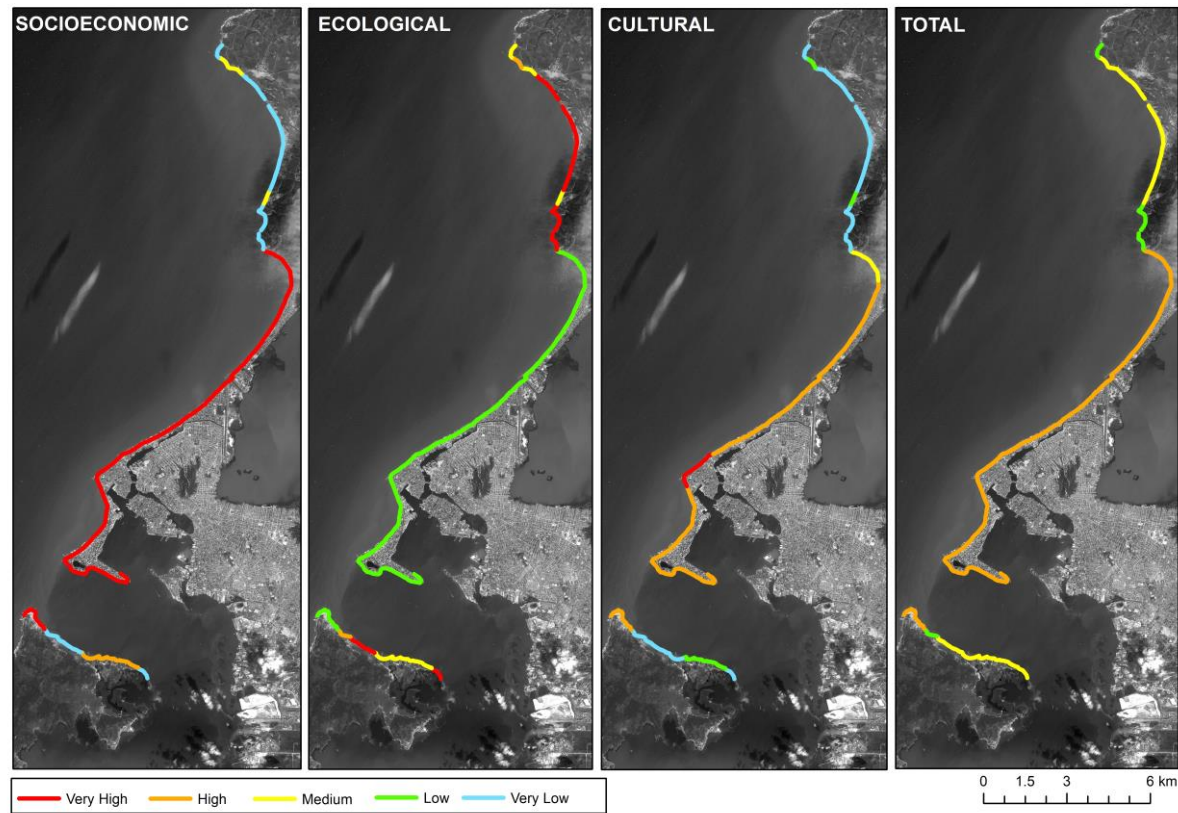 SOCIOECONOMIC
ECOLOGICAL
CULTURAL
TOTAL
Very High
High
Medium
Low
Very Low
0 1.5 3 6 km